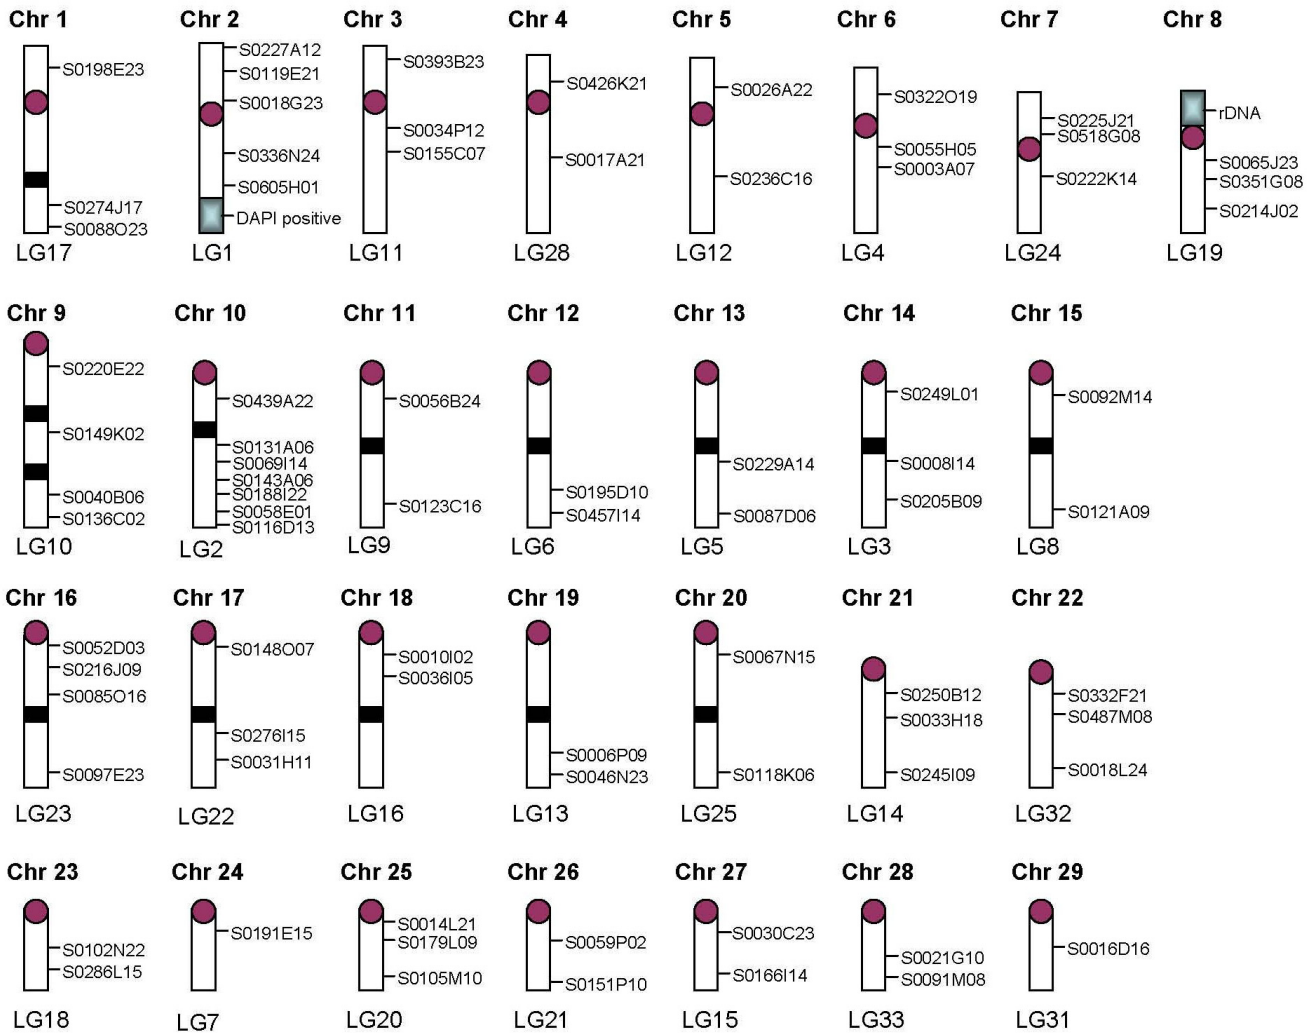 Chr 1 Chr 2 Chr 3 Chr 4 Chr 5 Chr 6 Chr 7 Chr 8
S0198E23
S0274J17
S0088O23
LG17
S0227A12
S0119E21
S0018G23
S0336N24
S0605H01
DAPI positive
LG1
S0393B23
S0034P12
S0155C07
LG11
S0426K21
S0017A21
LG28
S0026A22
S0236C16
LG12
S0322O19
S0055H05
S0003A07
LG4
S0225J21
S0518G08
S0222K14
LG24
rDNA
S0065J23
S0351G08
S0214J02
LG19
Chr 9 Chr 10 Chr 11 Chr 12 Chr 13 Chr 14 Chr 15
S0220E22
S0149K02
S0040B06
S0136C02
LG10
S0439A22
S0131A06
S0069I14
S0143A06
S0188I22
S0058E01
S0116D13
LG2
S0056B24
S0123C16
LG9
S0195D10
S0457I14
LG6
S0229A14
S0087D06
LG5
S0249L01
S0008I14
S0205B09
LG3
S0092M14
S0121A09
LG8
Chr 16 Chr 17 Chr 18 Chr 19 Chr 20 Chr 21 Chr 22
S0052D03
S0216J09
S0085O16
S0097E23
LG23
S0148O07
S0276I15
S0031H11
LG22
S0010I02
S0036I05
LG16
S0006P09
S0046N23
LG13
S0067N15
S0118K06
LG25
S0250B12
S0033H18
S0245I09
LG14
S0332F21
S0487M08
S0018L24
LG32
Chr 23 Chr 24 Chr 25 Chr 26 Chr 27 Chr 28 Chr 29
S0102N22
S0286L15
LG18
S0191E15
LG7
S0014L21
S0179L09
S0105M10
LG20
S0059P02
S0151P10
LG21
S0030C23
S0166I14
LG15
S0021G10
S0091M08
LG33
S0016D16
LG31